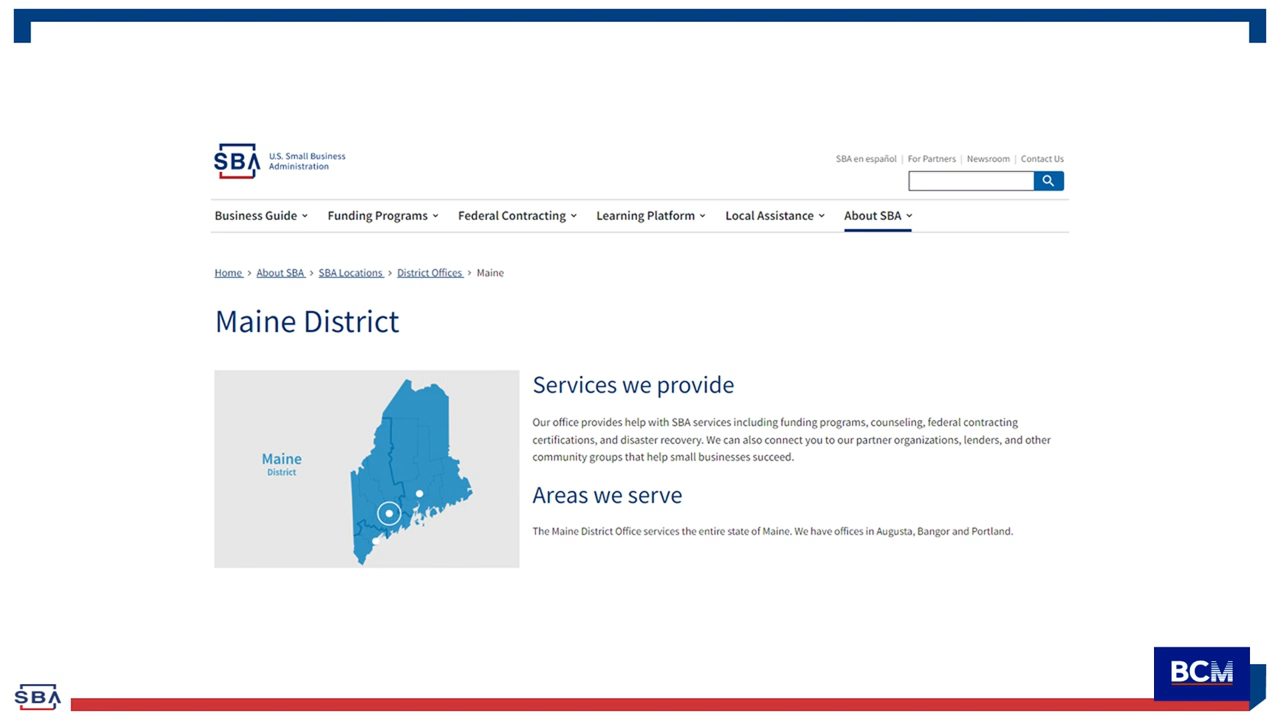 SBA U.S. Small Business
Administration
SBA en español | For Partners | Newsroom | Contact Us
Business Guide Funding Programs Federal Contracting Learning Platform Local Assistance About SBA
Home > About SBA > SBA Locations > District Offices > Maine
Maine District
Maine
District
Services we provide
Our office provides help with SBA services including funding programs, counseling, federal contracting
certifications, and disaster recovery. We can also connect you to our partner organizations, lenders, and other
community groups that help small businesses succeed.
Areas we serve
The Maine District Office services the entire state of Maine. We have offices in Augusta, Bangor and Portland.
SBA
BCM